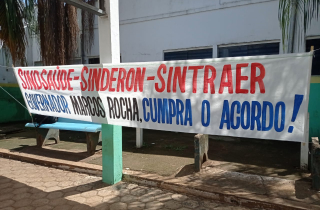 SINDSAÚDE-SINDERON-SINTRAER
GOVERNADOR MARCOS ROCHA. CUMPRA O ACORDO!